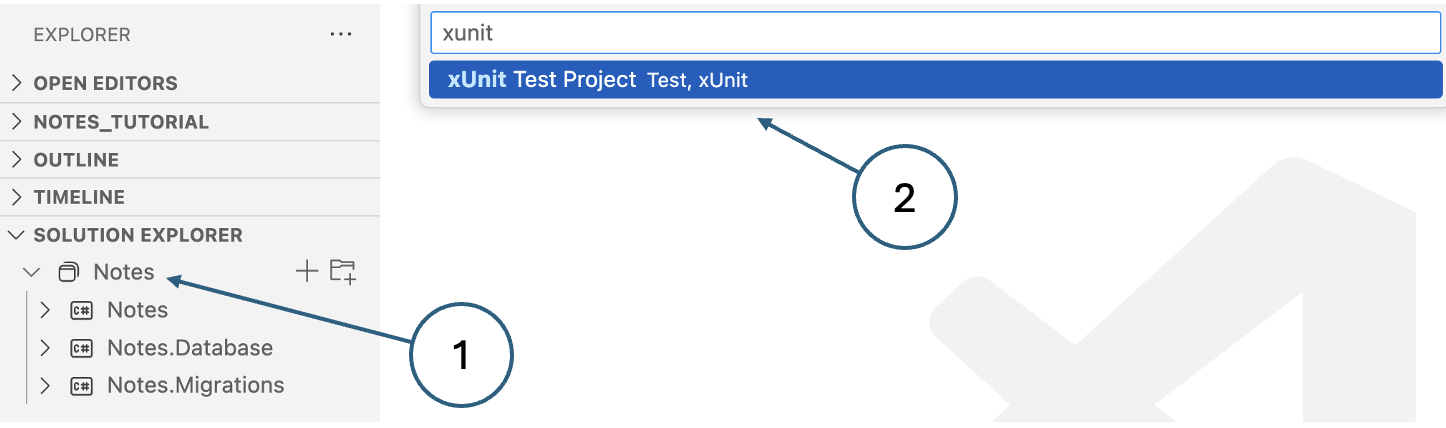 EXPLORER ...
OPEN EDITORS
NOTES_TUTORIAL
OUTLINE
TIMELINE
SOLUTION EXPLORER
Notes
C# Notes
C# Notes.Database
C# Notes.Migrations
1
xunit
xUnit Test Project Test, xUnit
2